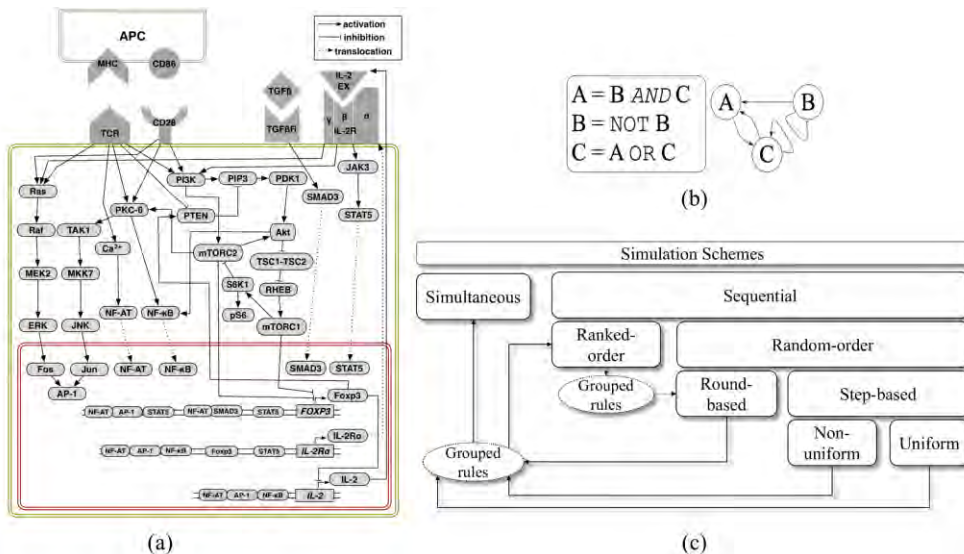 APC
MHC
CD86
activation
inhibition
translocation
TCR
CD28
TGFβ
TGFβR
IL-2
EX
γ β α
IL-2R
Ras
PI3K
PIP3
PDK1
JAK3
SMAD3
PKC-θ
PTEN
STAT5
Raf
TAK1
Ca²⁺
Akt
mTORC2
TSC1-TSC2
MEK2
MKK7
S6K1
RHEB
NF-AT
NF-κB
pS6
mTORC1
ERK
JNK
Fos
Jun
NF-AT
NF-κB
SMAD3
STAT5
AP-1
Foxp3
NF-AT AP-1 STAT5 NF-AT SMAD3 STAT5 FOXP3
IL-2Rα
NF-AT AP-1 NF-κB Foxp3 STAT5 IL-2Rα
IL-2
NF-AT AP-1 NF-κB IL-2
(a)
A = B AND C
B = NOT B
C = A OR C
A
B
C
(b)
Simulation Schemes
Simultaneous
Sequential
Ranked-
order
Random-order
Grouped
rules
Round-
based
Step-based
Grouped
rules
Non-
uniform
Uniform
(c)